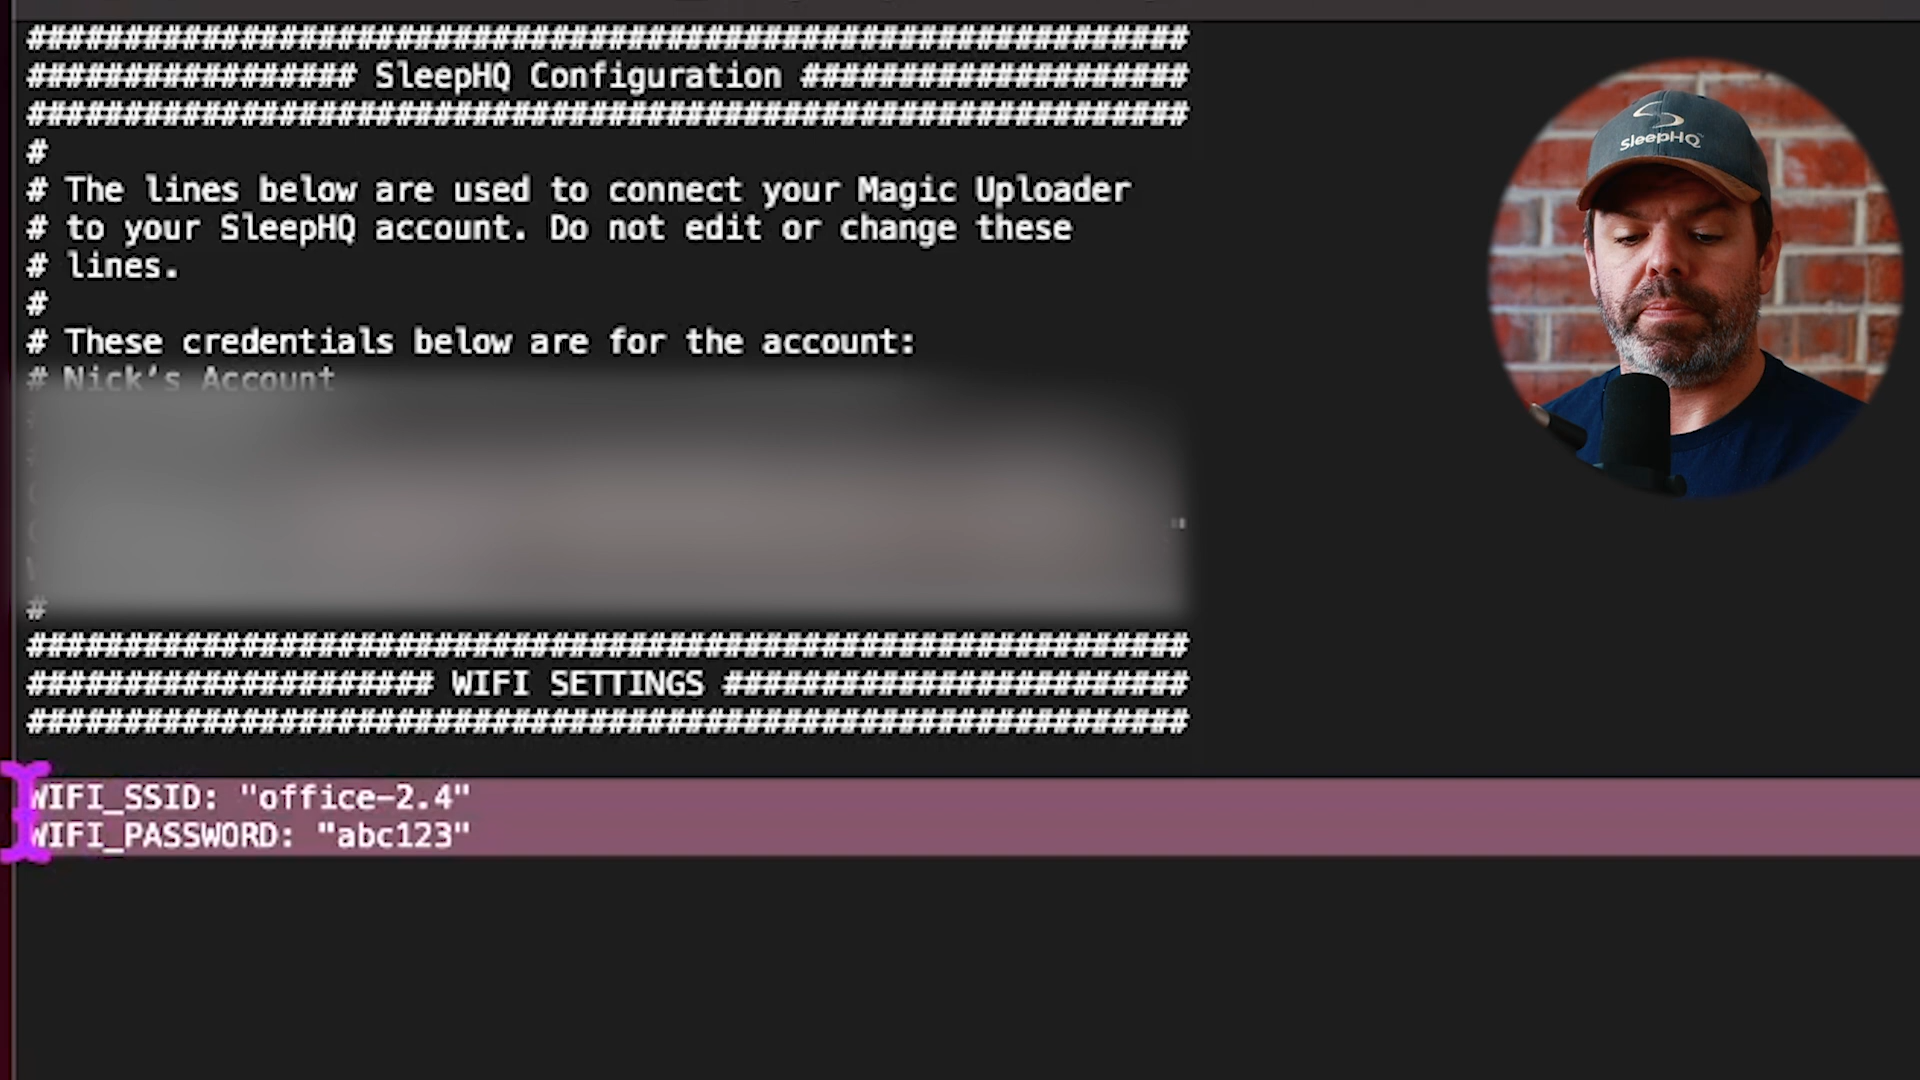 ############################################################
################# SleepHQ Configuration ####################
############################################################
#
# The lines below are used to connect your Magic Uploader
# to your SleepHQ account. Do not edit or change these
# lines.
#
# These credentials below are for the account:
# Nick's Account
"
#
############################################################
##################### WIFI SETTINGS ########################
############################################################
WIFI_SSID: "office-2.4"
WIFI_PASSWORD: "abc123"
SleepHQ